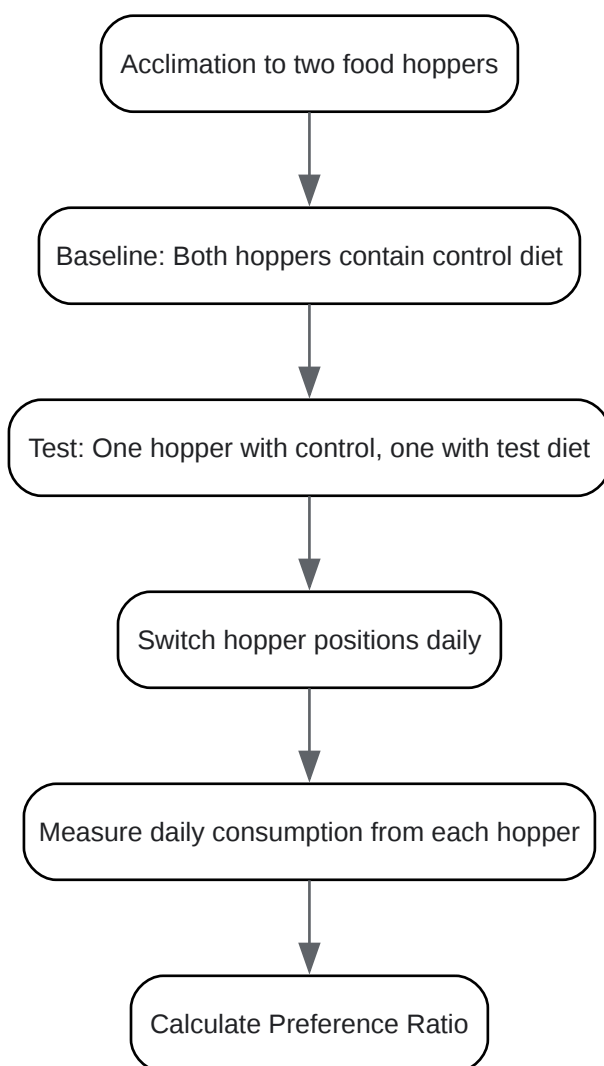 Acclimation to two food hoppers
Baseline: Both hoppers contain control diet
Test: One hopper with control, one with test diet
Switch hopper positions daily
Measure daily consumption from each hopper
Calculate Preference Ratio